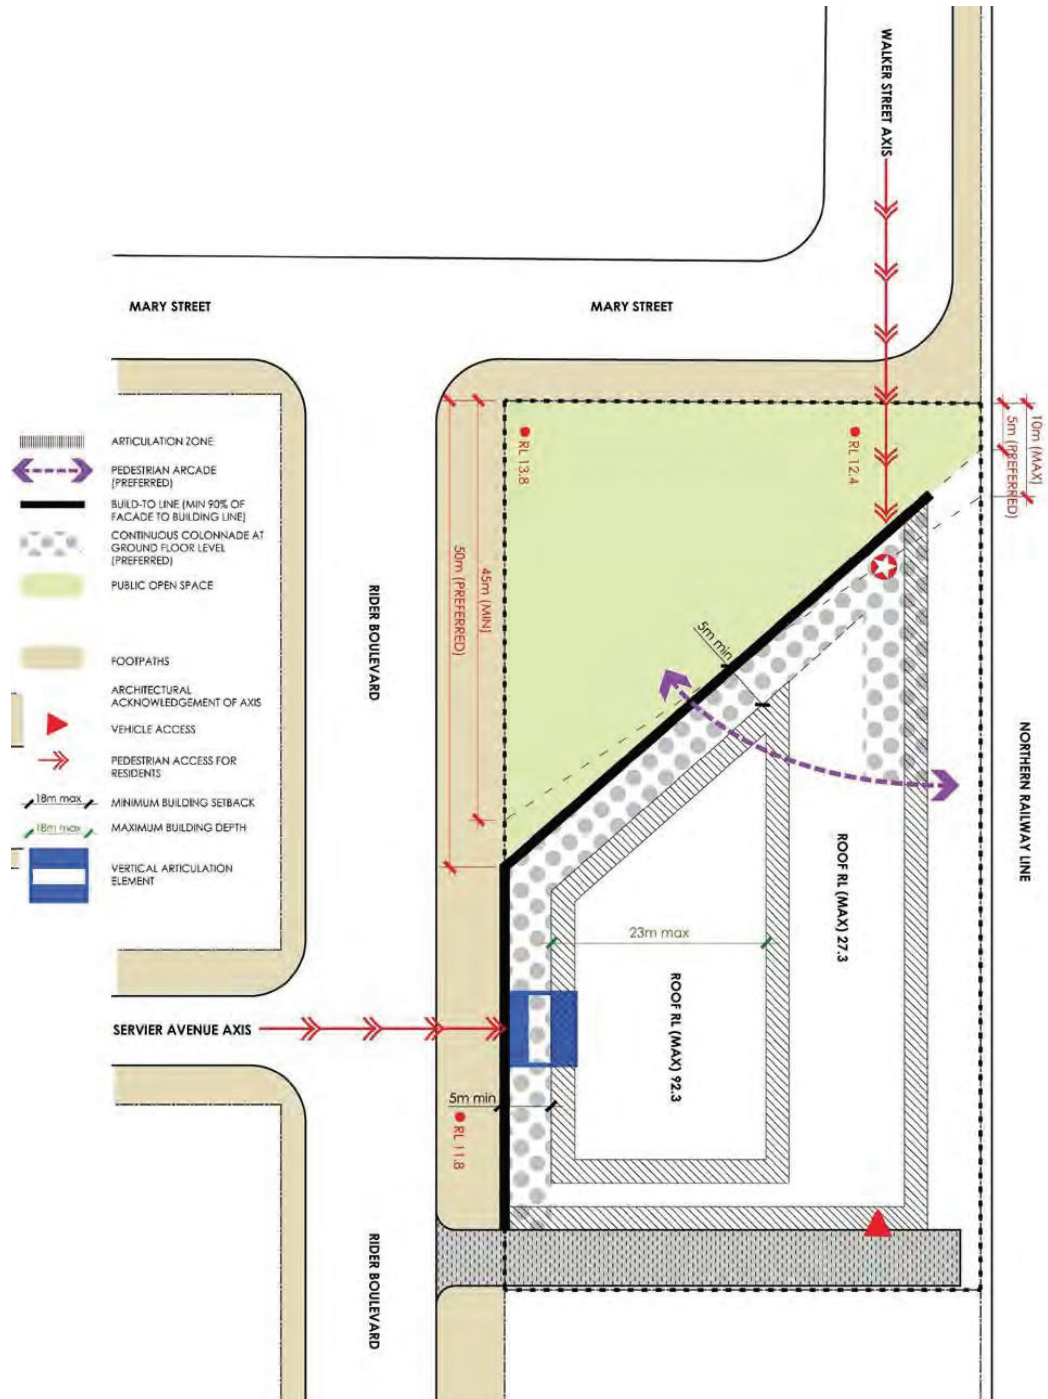 WALKER STREET AXIS
MARY STREET
MARY STREET
10m (MAX)
5m (PREFERRED)
RL 13.8
RL 12.4
ARTICULATION ZONE
PEDESTRIAN ARCADE
(PREFERRED)
BUILD-TO LINE (MIN 90% OF
FACADE TO BUILDING LINE)
CONTINUOUS COLONNADE AT
GROUND FLOOR LEVEL
(PREFERRED)
PUBLIC OPEN SPACE
FOOTPATHS
ARCHITECTURAL
ACKNOWLEDGEMENT OF AXIS
VEHICLE ACCESS
PEDESTRIAN ACCESS FOR
RESIDENTS
18m max
MINIMUM BUILDING SETBACK
18m max
MAXIMUM BUILDING DEPTH
VERTICAL ARTICULATION
ELEMENT
RIDER BOULEVARD
50m (PREFERRED)
45m (MIN)
5m min
NORTHERN RAILWAY LINE
ROOF RL (MAX) 27.3
23m max
ROOF RL (MAX) 92.3
SERVIER AVENUE AXIS
5m min
RL 11.8
RIDER BOULEVARD